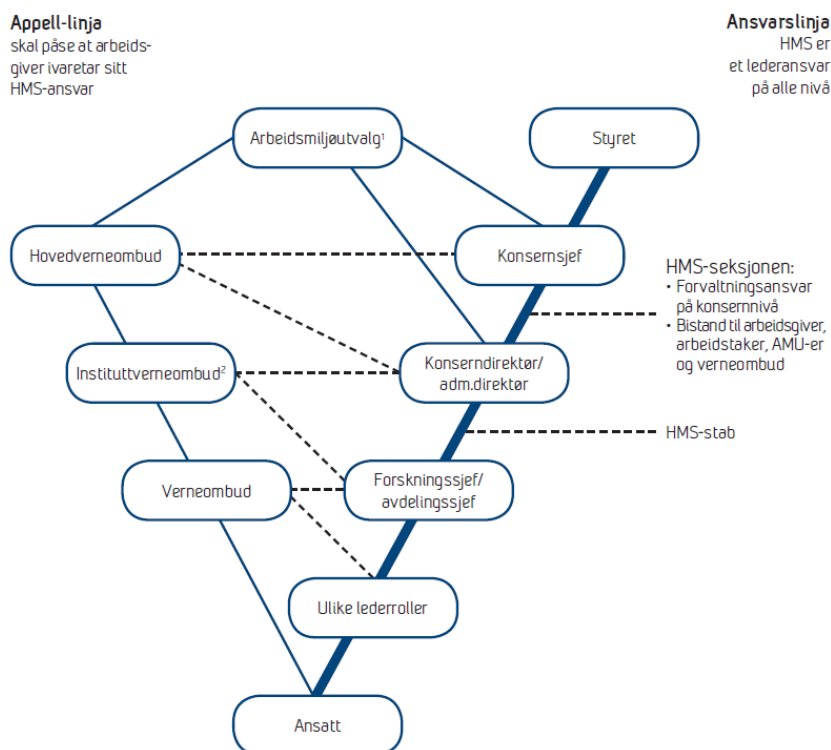 Appell-linja
skal påse at arbeids-
giver ivaretar sitt
HMS-ansvar
Ansvarslinja
HMS er
et lederansvar
på alle nivå
Arbeidsmiljøutvalg¹
Styret
Hovedverneombud
Konsernsjef
HMS-seksjonen:
• Forvaltningsansvar
på konsernnivå
• Bistand til arbeidsgiver,
arbeidstaker, AMU-er
og verneombud
Instituttverneombud²
Konserndirektør/
adm.direktør
HMS-stab
Verneombud
Forskningssjef/
avdelingssjef
Ulike lederroller
Ansatt